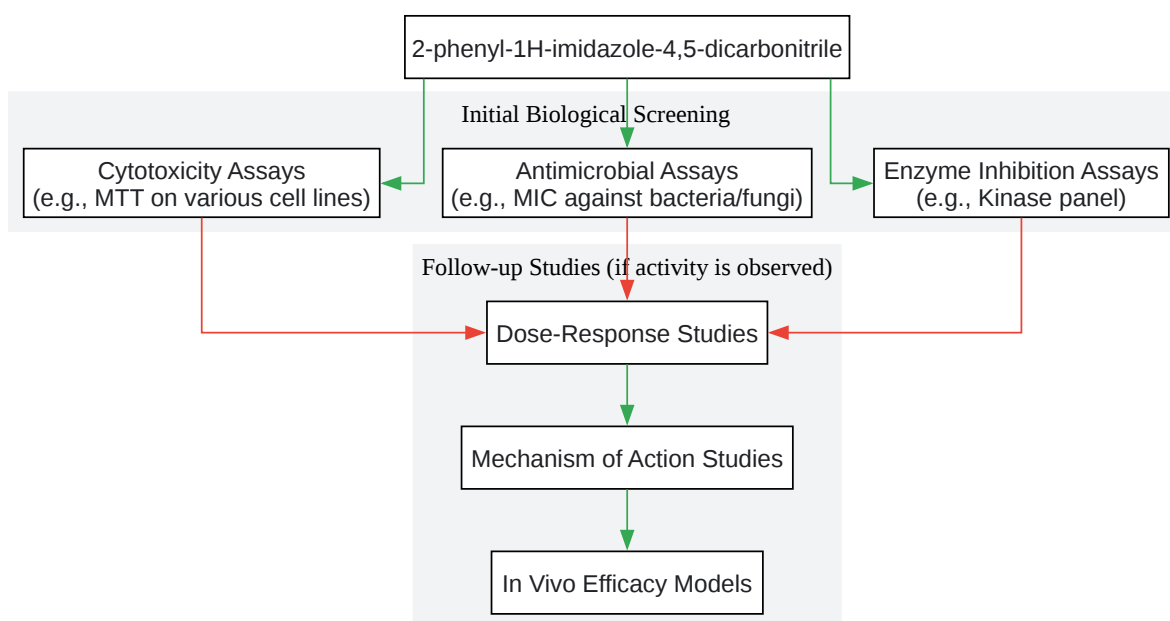 2-phenyl-1H-imidazole-4,5-dicarbonitrile
Initial Biological Screening
Cytotoxicity Assays
(e.g., MTT on various cell lines)
Antimicrobial Assays
(e.g., MIC against bacteria/fungi)
Enzyme Inhibition Assays
(e.g., Kinase panel)
Follow-up Studies (if activity is observed)
Dose-Response Studies
Mechanism of Action Studies
In Vivo Efficacy Models